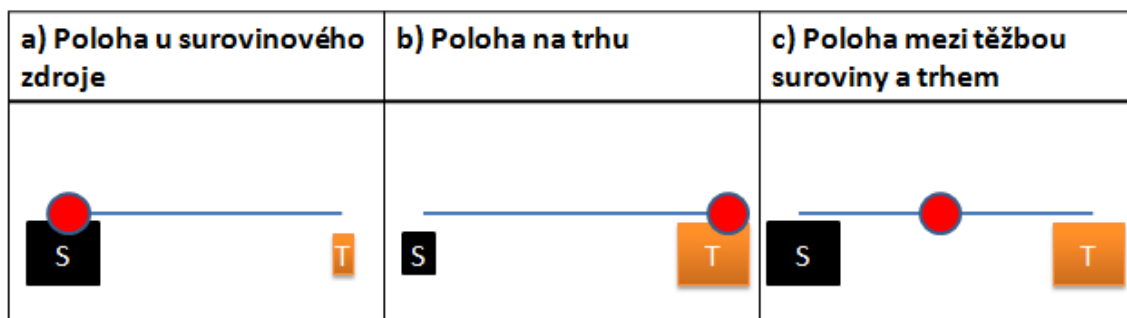 a) Poloha u surovinového
zdroje
b) Poloha na trhu
c) Poloha mezi těžbou
suroviny a trhem
S
T
S
T
S
T